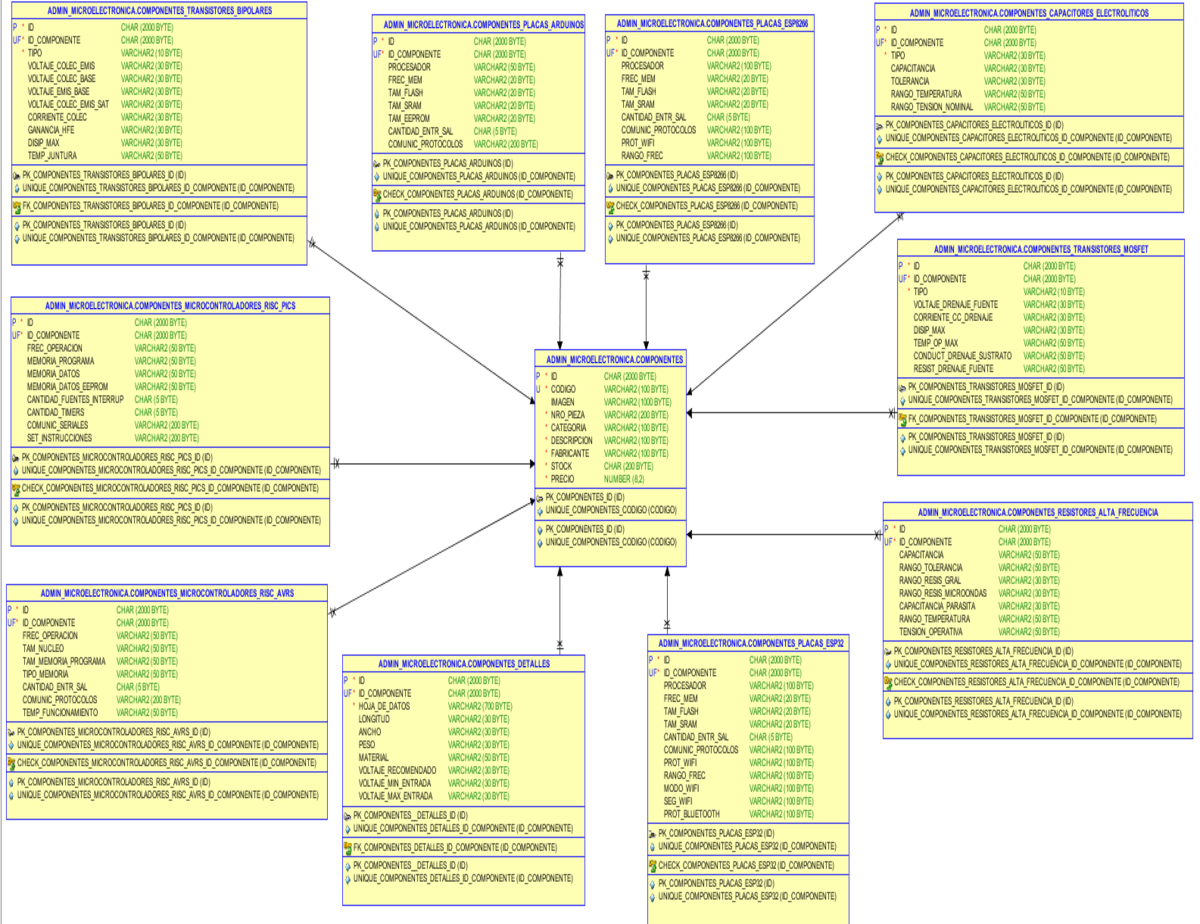 ADMIN_MICROELECTRONICA.COMPONENTES_TRANSISTORES_BIPOLARES
P * ID CHAR (2000 BYTE)
UF* ID_COMPONENTE CHAR (2000 BYTE)
* TIPO VARCHAR2 (10 BYTE)
VOLTAJE_COLEC_EMIS VARCHAR2 (30 BYTE)
VOLTAJE_COLEC_BASE VARCHAR2 (30 BYTE)
VOLTAJE_EMIS_BASE VARCHAR2 (30 BYTE)
VOLTAJE_COLEC_EMIS_SAT VARCHAR2 (30 BYTE)
CORRIENTE_COLEC VARCHAR2 (30 BYTE)
GANANCIA_HFE VARCHAR2 (30 BYTE)
DISIP_MAX VARCHAR2 (30 BYTE)
TEMP_JUNTURA VARCHAR2 (50 BYTE)
PK_COMPONENTES_TRANSISTORES_BIPOLARES_ID (ID)
UNIQUE_COMPONENTES_TRANSISTORES_BIPOLARES_ID_COMPONENTE (ID_COMPONENTE)
FK_COMPONENTES_TRANSISTORES_BIPOLARES_ID_COMPONENTE (ID_COMPONENTE)
PK_COMPONENTES_TRANSISTORES_BIPOLARES_ID (ID)
UNIQUE_COMPONENTES_TRANSISTORES_BIPOLARES_ID_COMPONENTE (ID_COMPONENTE)
ADMIN_MICROELECTRONICA.COMPONENTES_PLACAS_ARDUINOS
P * ID CHAR (2000 BYTE)
UF* ID_COMPONENTE CHAR (2000 BYTE)
PROCESADOR VARCHAR2 (50 BYTE)
FREC_MEM VARCHAR2 (20 BYTE)
TAM_FLASH VARCHAR2 (20 BYTE)
TAM_SRAM VARCHAR2 (20 BYTE)
TAM_EEPROM VARCHAR2 (20 BYTE)
CANTIDAD_ENTR_SAL CHAR (5 BYTE)
COMUNIC_PROTOCOLOS VARCHAR2 (200 BYTE)
PK_COMPONENTES_PLACAS_ARDUINOS (ID)
UNIQUE_COMPONENTES_PLACAS_ARDUINOS (ID_COMPONENTE)
CHECK_COMPONENTES_PLACAS_ARDUINOS (ID_COMPONENTE)
PK_COMPONENTES_PLACAS_ARDUINOS (ID)
UNIQUE_COMPONENTES_PLACAS_ARDUINOS (ID_COMPONENTE)
ADMIN_MICROELECTRONICA.COMPONENTES_PLACAS_ESP8266
P * ID CHAR (2000 BYTE)
UF* ID_COMPONENTE CHAR (2000 BYTE)
PROCESADOR VARCHAR2 (100 BYTE)
FREC_MEM VARCHAR2 (20 BYTE)
TAM_FLASH VARCHAR2 (20 BYTE)
TAM_SRAM VARCHAR2 (20 BYTE)
CANTIDAD_ENTR_SAL CHAR (5 BYTE)
COMUNIC_PROTOCOLOS VARCHAR2 (100 BYTE)
PROT_WIFI VARCHAR2 (100 BYTE)
RANGO_FREC VARCHAR2 (100 BYTE)
PK_COMPONENTES_PLACAS_ESP8266 (ID)
UNIQUE_COMPONENTES_PLACAS_ESP8266 (ID_COMPONENTE)
CHECK_COMPONENTES_PLACAS_ESP8266 (ID_COMPONENTE)
PK_COMPONENTES_PLACAS_ESP8266 (ID)
UNIQUE_COMPONENTES_PLACAS_ESP8266 (ID_COMPONENTE)
ADMIN_MICROELECTRONICA.COMPONENTES_CAPACITORES_ELECTROLITICOS
P * ID CHAR (2000 BYTE)
UF* ID_COMPONENTE CHAR (2000 BYTE)
* TIPO VARCHAR2 (30 BYTE)
CAPACITANCIA VARCHAR2 (30 BYTE)
TOLERANCIA VARCHAR2 (30 BYTE)
RANGO_TEMPERATURA VARCHAR2 (50 BYTE)
RANGO_TENSION_NOMINAL VARCHAR2 (50 BYTE)
PK_COMPONENTES_CAPACITORES_ELECTROLITICOS_ID (ID)
UNIQUE_COMPONENTES_CAPACITORES_ELECTROLITICOS_ID_COMPONENTE (ID_COMPONENTE)
CHECK_COMPONENTES_CAPACITORES_ELECTROLITICOS (ID_COMPONENTE)
PK_COMPONENTES_CAPACITORES_ELECTROLITICOS_ID (ID)
UNIQUE_COMPONENTES_CAPACITORES_ELECTROLITICOS_ID_COMPONENTE (ID_COMPONENTE)
ADMIN_MICROELECTRONICA.COMPONENTES_TRANSISTORES_MOSFET
P * ID CHAR (2000 BYTE)
UF* ID_COMPONENTE CHAR (2000 BYTE)
* TIPO VARCHAR2 (10 BYTE)
VOLTAJE_DRENAJE_FUENTE VARCHAR2 (30 BYTE)
CORRIENTE_CC_DRENAJE VARCHAR2 (30 BYTE)
DISIP_MAX VARCHAR2 (30 BYTE)
TEMP_OP_MAX VARCHAR2 (30 BYTE)
CONDUCT_DRENAJE_SUSTRATO VARCHAR2 (50 BYTE)
RESIST_DRENAJE_FUENTE VARCHAR2 (50 BYTE)
PK_COMPONENTES_TRANSISTORES_MOSFET_ID (ID)
UNIQUE_COMPONENTES_TRANSISTORES_MOSFET_ID_COMPONENTE (ID_COMPONENTE)
FK_COMPONENTES_TRANSISTORES_MOSFET_ID_COMPONENTE (ID_COMPONENTE)
PK_COMPONENTES_TRANSISTORES_MOSFET_ID (ID)
UNIQUE_COMPONENTES_TRANSISTORES_MOSFET_ID_COMPONENTE (ID_COMPONENTE)
ADMIN_MICROELECTRONICA.COMPONENTES_MICROCONTROLADORES_RISC_PICS
P * ID CHAR (2000 BYTE)
UF* ID_COMPONENTE CHAR (2000 BYTE)
FREC_OPERACION VARCHAR2 (50 BYTE)
MEMORIA_PROGRAMA VARCHAR2 (50 BYTE)
MEMORIA_DATOS VARCHAR2 (50 BYTE)
MEMORIA_DATOS_EEPROM VARCHAR2 (50 BYTE)
CANTIDAD_FUENTES_INTERRUP CHAR (5 BYTE)
CANTIDAD_TIMERS CHAR (5 BYTE)
COMUNIC_SERIALES VARCHAR2 (200 BYTE)
SET_INSTRUCCIONES VARCHAR2 (200 BYTE)
PK_COMPONENTES_MICROCONTROLADORES_RISC_PICS_ID (ID)
UNIQUE_COMPONENTES_MICROCONTROLADORES_RISC_PICS_ID_COMPONENTE (ID_COMPONENTE)
CHECK_COMPONENTES_MICROCONTROLADORES_RISC_PICS_ID_COMPONENTE (ID_COMPONENTE)
PK_COMPONENTES_MICROCONTROLADORES_RISC_PICS_ID (ID)
UNIQUE_COMPONENTES_MICROCONTROLADORES_RISC_PICS_ID_COMPONENTE (ID_COMPONENTE)
ADMIN_MICROELECTRONICA.COMPONENTES
P * ID CHAR (2000 BYTE)
U * CODIGO VARCHAR2 (100 BYTE)
IMAGEN VARCHAR2 (1000 BYTE)
* NRO_PIEZA VARCHAR2 (200 BYTE)
* CATEGORIA VARCHAR2 (100 BYTE)
* DESCRIPCION VARCHAR2 (100 BYTE)
* FABRICANTE VARCHAR2 (100 BYTE)
* STOCK CHAR (200 BYTE)
* PRECIO NUMBER (8,2)
PK_COMPONENTES_ID (ID)
UNIQUE_COMPONENTES_CODIGO (CODIGO)
PK_COMPONENTES_ID (ID)
UNIQUE_COMPONENTES_CODIGO (CODIGO)
ADMIN_MICROELECTRONICA.COMPONENTES_RESISTORES_ALTA_FRECUENCIA
P * ID CHAR (2000 BYTE)
UF* ID_COMPONENTE CHAR (2000 BYTE)
CAPACITANCIA VARCHAR2 (50 BYTE)
RANGO_TOLERANCIA VARCHAR2 (50 BYTE)
RANGO_RESIS_GRAL VARCHAR2 (30 BYTE)
RANGO_RESIS_MICROONDAS VARCHAR2 (30 BYTE)
CAPACITANCIA_PARASITA VARCHAR2 (30 BYTE)
RANGO_TEMPERATURA VARCHAR2 (50 BYTE)
TENSION_OPERATIVA VARCHAR2 (50 BYTE)
PK_COMPONENTES_RESISTORES_ALTA_FRECUENCIA_ID (ID)
UNIQUE_COMPONENTES_RESISTORES_ALTA_FRECUENCIA_ID_COMPONENTE (ID_COMPONENTE)
CHECK_COMPONENTES_RESISTORES_ALTA_FRECUENCIA_ID_COMPONENTE (ID_COMPONENTE)
PK_COMPONENTES_RESISTORES_ALTA_FRECUENCIA_ID (ID)
UNIQUE_COMPONENTES_RESISTORES_ALTA_FRECUENCIA_ID_COMPONENTE (ID_COMPONENTE)
ADMIN_MICROELECTRONICA.COMPONENTES_MICROCONTROLADORES_RISC_AVRS
P * ID CHAR (2000 BYTE)
UF* ID_COMPONENTE CHAR (2000 BYTE)
FREC_OPERACION VARCHAR2 (50 BYTE)
TAM_NUCLEO VARCHAR2 (50 BYTE)
TAM_MEMORIA_PROGRAMA VARCHAR2 (50 BYTE)
TIPO_MEMORIA VARCHAR2 (50 BYTE)
CANTIDAD_ENTR_SAL CHAR (5 BYTE)
COMUNIC_PROTOCOLOS VARCHAR2 (200 BYTE)
TEMP_FUNCIONAMIENTO VARCHAR2 (50 BYTE)
PK_COMPONENTES_MICROCONTROLADORES_RISC_AVRS_ID (ID)
UNIQUE_COMPONENTES_MICROCONTROLADORES_RISC_AVRS_ID_COMPONENTE (ID_COMPONENTE)
CHECK_COMPONENTES_MICROCONTROLADORES_RISC_AVRS_ID_COMPONENTE (ID_COMPONENTE)
PK_COMPONENTES_MICROCONTROLADORES_RISC_AVRS_ID (ID)
UNIQUE_COMPONENTES_MICROCONTROLADORES_RISC_AVRS_ID_COMPONENTE (ID_COMPONENTE)
ADMIN_MICROELECTRONICA.COMPONENTES_DETALLES
P * ID CHAR (2000 BYTE)
UF* ID_COMPONENTE CHAR (2000 BYTE)
* HOJA_DE_DATOS VARCHAR2 (700 BYTE)
LONGITUD VARCHAR2 (30 BYTE)
ANCHO VARCHAR2 (30 BYTE)
PESO VARCHAR2 (30 BYTE)
MATERIAL VARCHAR2 (50 BYTE)
VOLTAJE_RECOMENDADO VARCHAR2 (30 BYTE)
VOLTAJE_MIN_ENTRADA VARCHAR2 (30 BYTE)
VOLTAJE_MAX_ENTRADA VARCHAR2 (30 BYTE)
PK_COMPONENTES__DETALLES_ID (ID)
UNIQUE_COMPONENTES_DETALLES_ID_COMPONENTE (ID_COMPONENTE)
FK_COMPONENTES_DETALLES_ID_COMPONENTE (ID_COMPONENTE)
PK_COMPONENTES__DETALLES_ID (ID)
UNIQUE_COMPONENTES_DETALLES_ID_COMPONENTE (ID_COMPONENTE)
ADMIN_MICROELECTRONICA.COMPONENTES_PLACAS_ESP32
P * ID CHAR (2000 BYTE)
UF* ID_COMPONENTE CHAR (2000 BYTE)
PROCESADOR VARCHAR2 (100 BYTE)
FREC_MEM VARCHAR2 (20 BYTE)
TAM_FLASH VARCHAR2 (20 BYTE)
TAM_SRAM VARCHAR2 (20 BYTE)
CANTIDAD_ENTR_SAL CHAR (5 BYTE)
COMUNIC_PROTOCOLOS VARCHAR2 (100 BYTE)
PROT_WIFI VARCHAR2 (100 BYTE)
RANGO_FREC VARCHAR2 (100 BYTE)
MODO_WIFI VARCHAR2 (100 BYTE)
SEG_WIFI VARCHAR2 (100 BYTE)
PROT_BLUETOOTH VARCHAR2 (100 BYTE)
PK_COMPONENTES_PLACAS_ESP32 (ID)
UNIQUE_COMPONENTES_PLACAS_ESP32 (ID_COMPONENTE)
CHECK_COMPONENTES_PLACAS_ESP32 (ID_COMPONENTE)
PK_COMPONENTES_PLACAS_ESP32 (ID)
UNIQUE_COMPONENTES_PLACAS_ESP32 (ID_COMPONENTE)